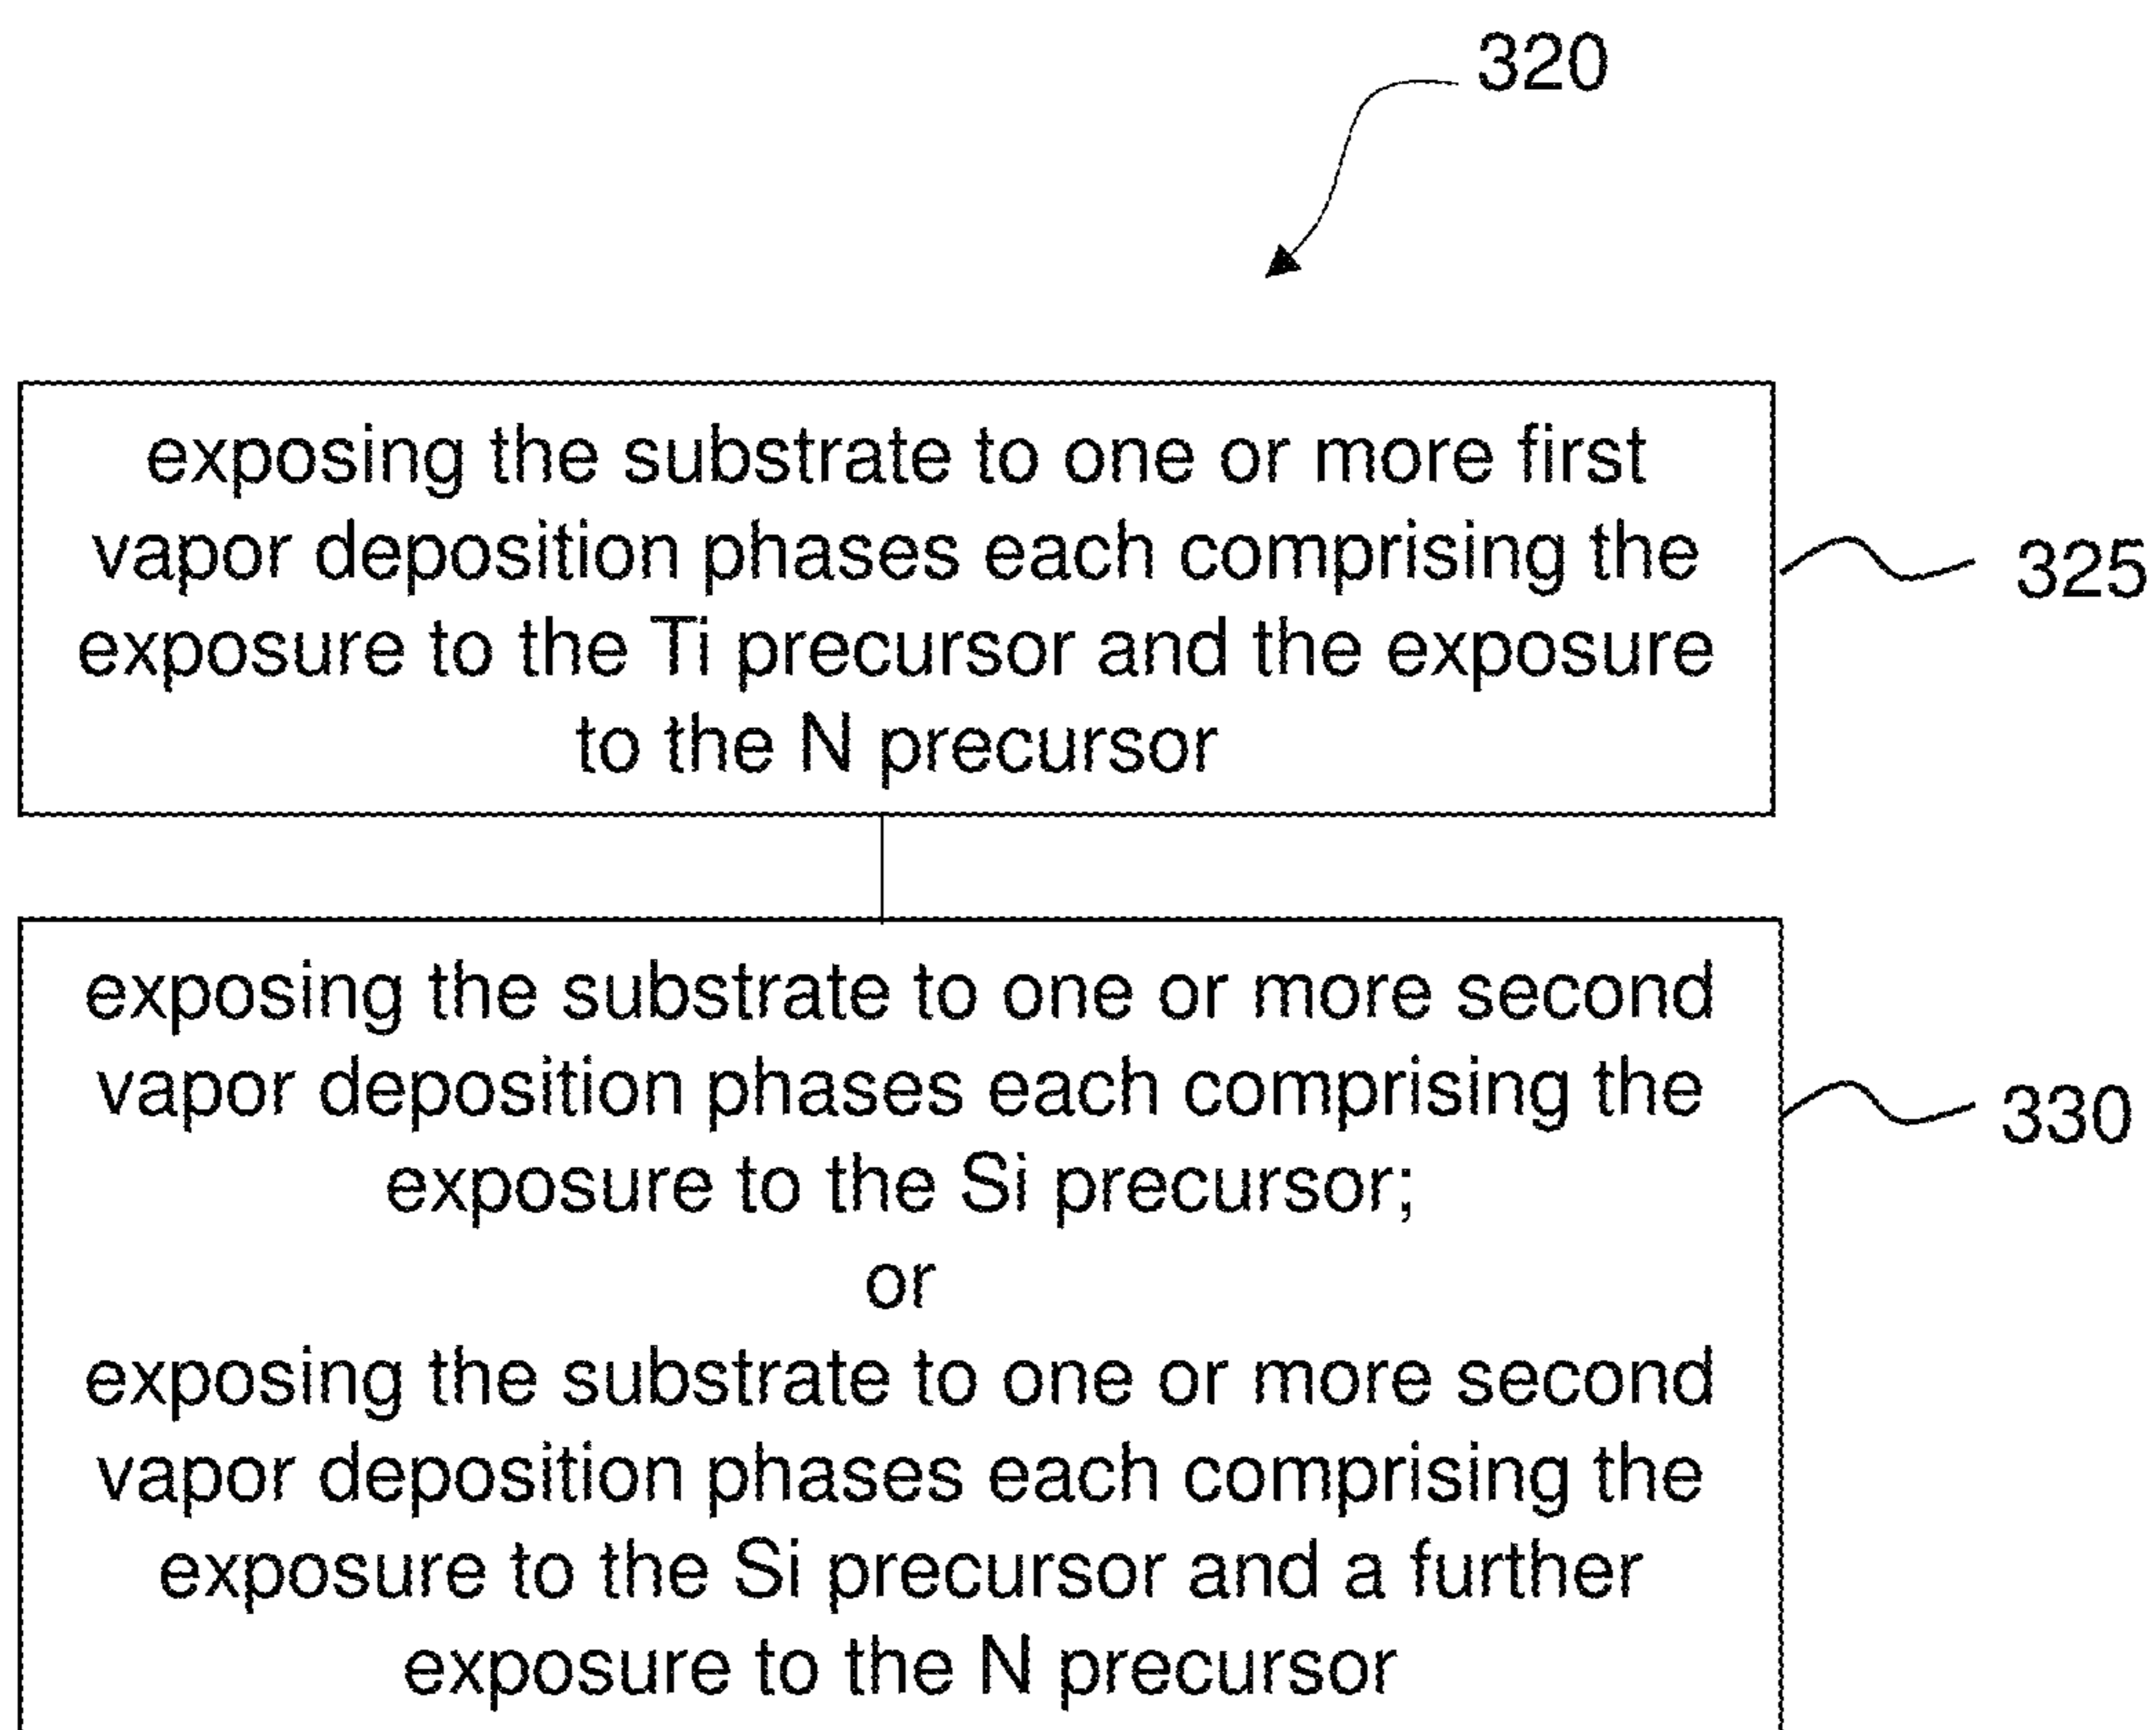 320
exposing the substrate to one or more first
vapor deposition phases each comprising the
exposure to the Ti precursor and the exposure
to the N precursor
325
exposing the substrate to one or more second
vapor deposition phases each comprising the
exposure to the Si precursor;
or
exposing the substrate to one or more second
vapor deposition phases each comprising the
exposure to the Si precursor and a further
exposure to the N precursor
330